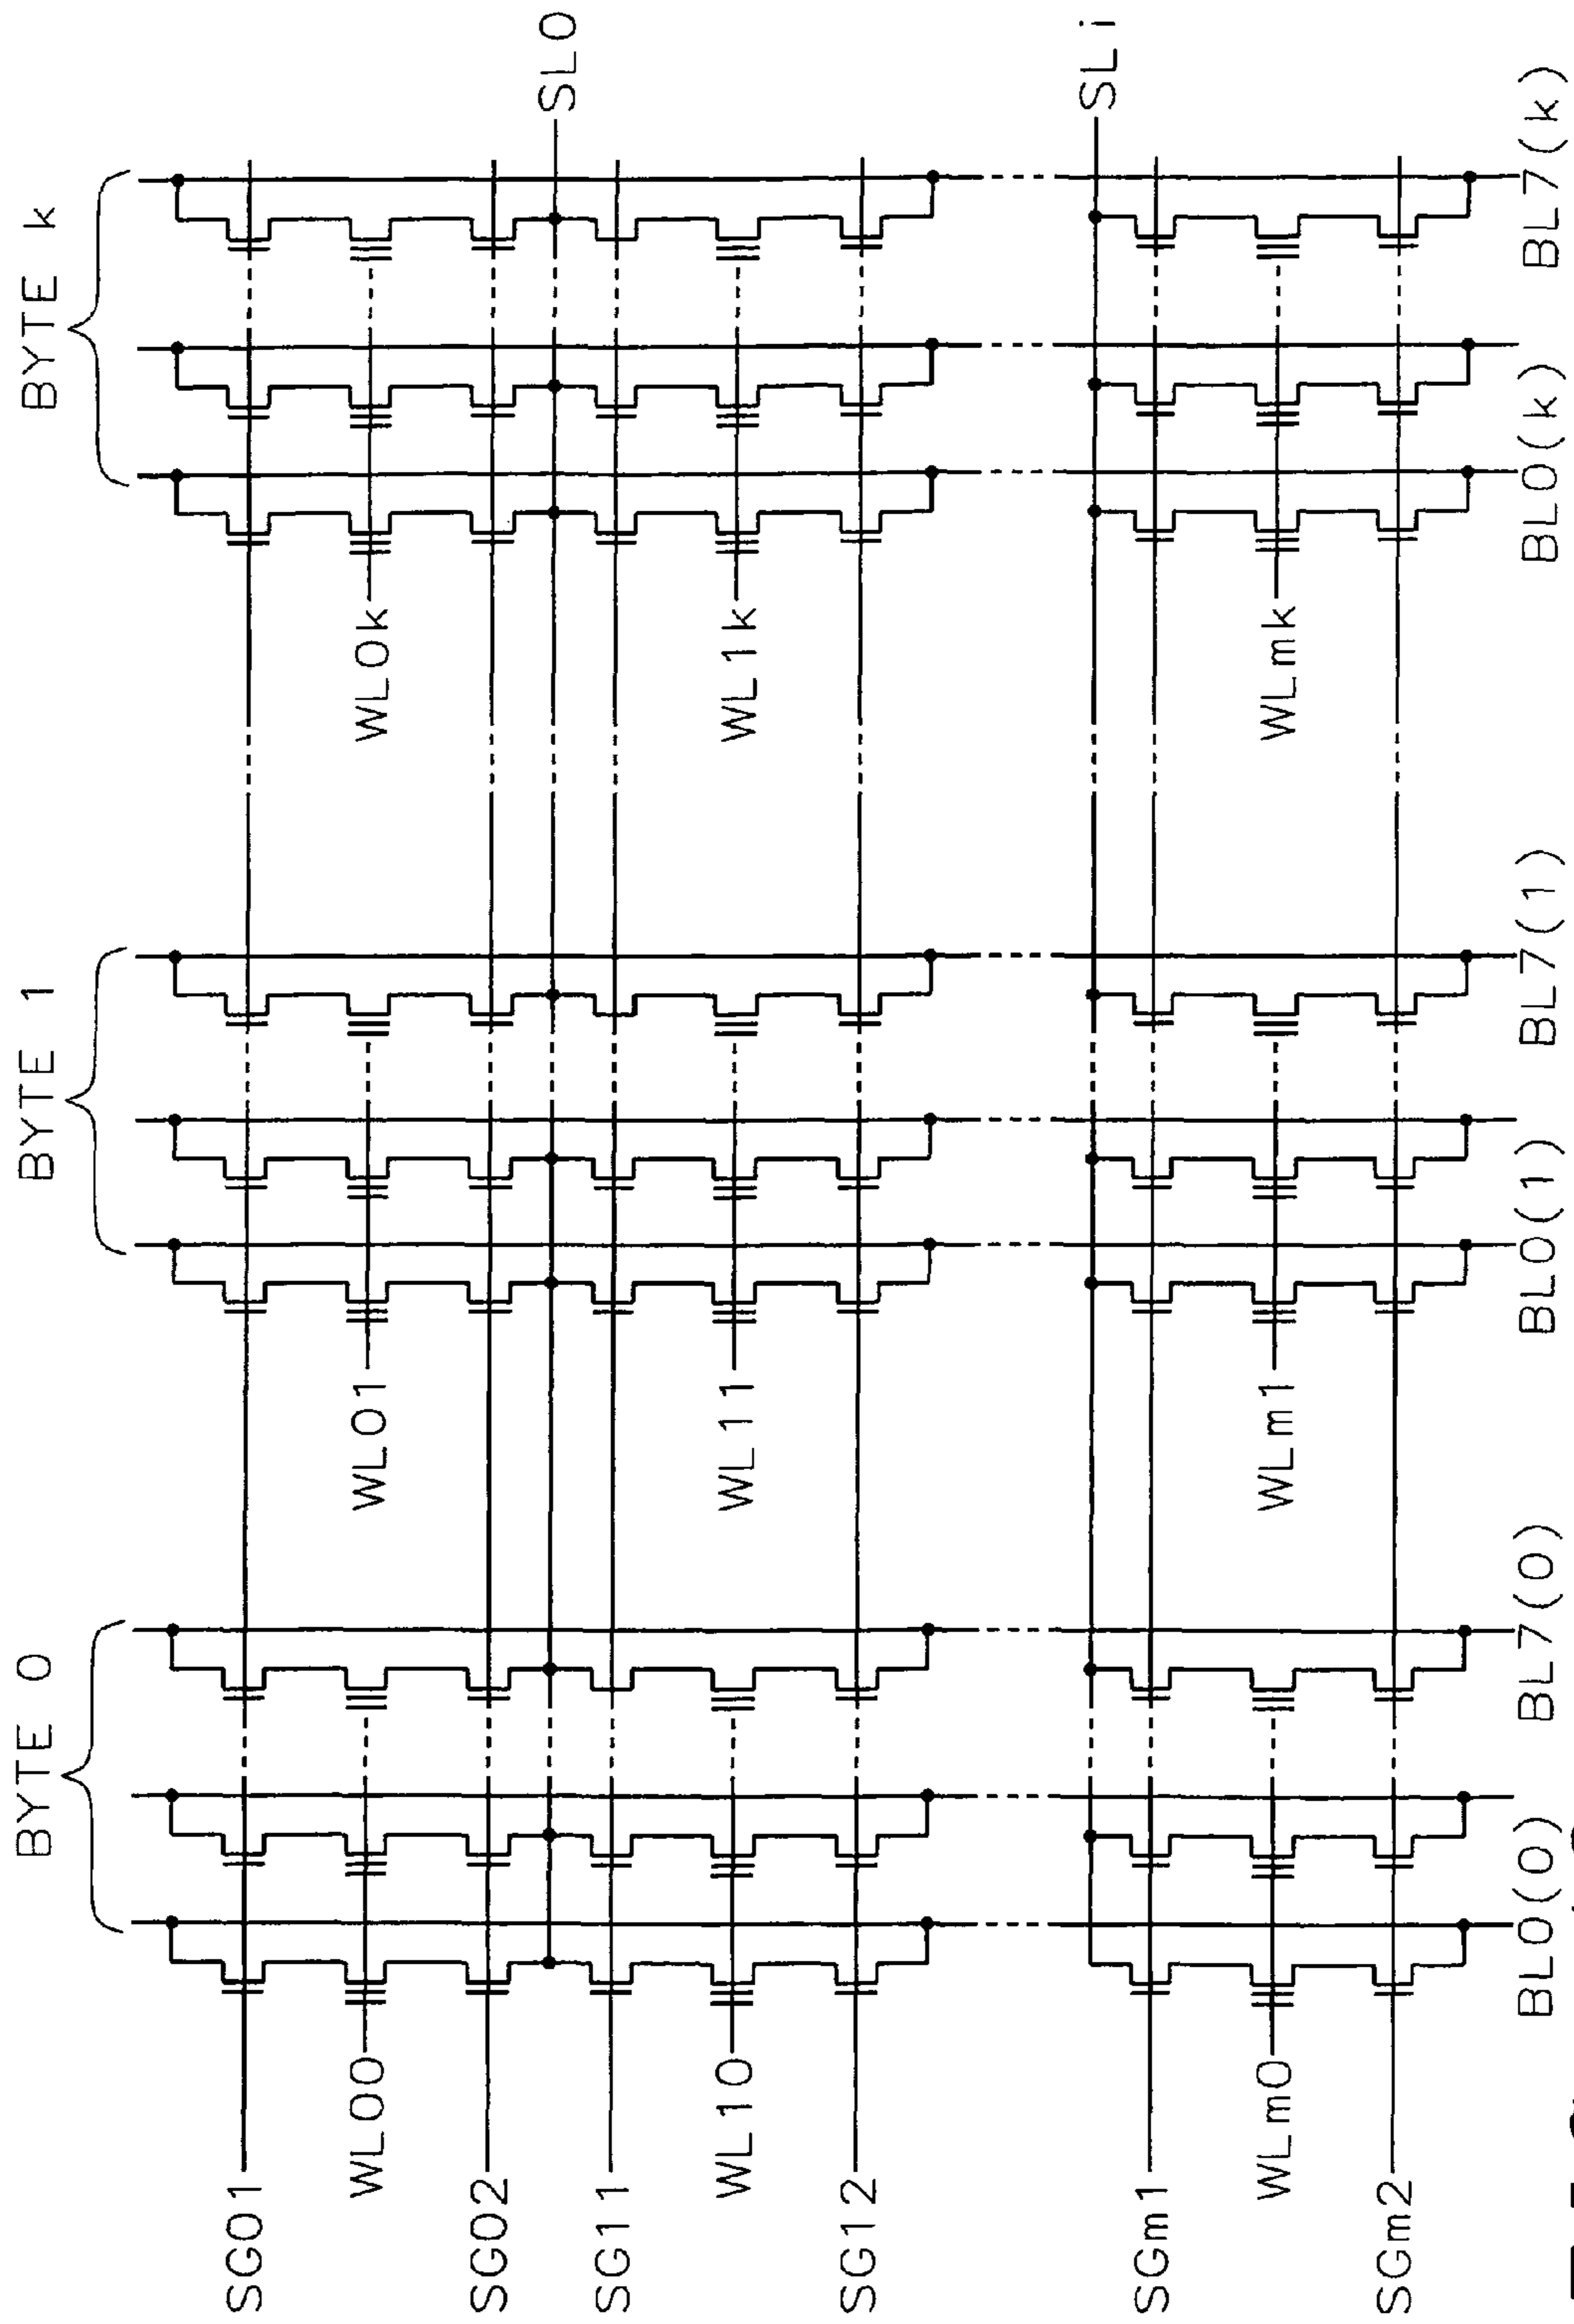 BYTE 0
BYTE 1
BYTE k
SG01
WL00
WL01
WL0k
SG02
SL0
SG11
WL10
WL11
WL1k
SG12
SLi
SGm1
WLm0
WLm1
WLmk
SGm2
BL0(0)
BL7(0)
BL0(1)
BL7(1)
BL0(k)
BL7(k)